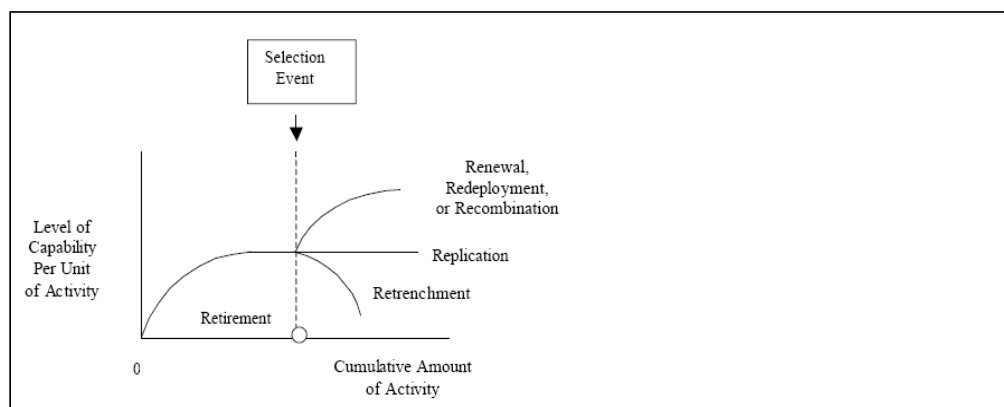 Selection
Event
Renewal,
Redeployment,
or Recombination
Level of
Capability
Per Unit
of Activity
Replication
Retrenchment
Retirement
0
Cumulative Amount
of Activity